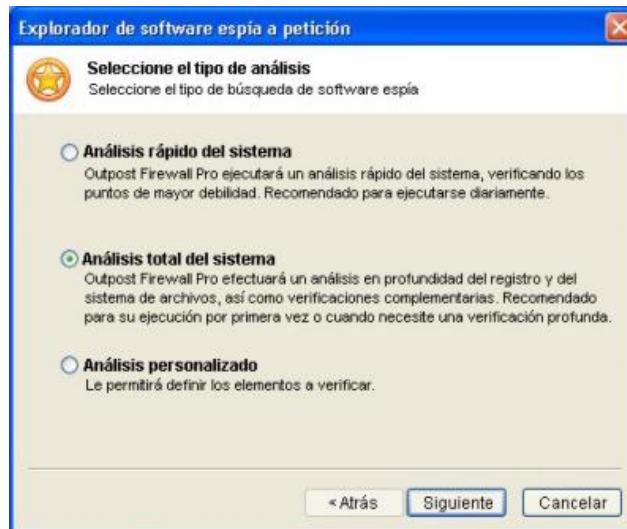 Explorador de software espía a petición
Seleccione el tipo de análisis
Seleccione el tipo de búsqueda de software espía
Análisis rápido del sistema
Outpost Firewall Pro ejecutará un análisis rápido del sistema, verificando los
puntos de mayor debilidad. Recomendado para ejecutarse diariamente.
Análisis total del sistema
Outpost Firewall Pro efectuará un análisis en profundidad del registro y del
sistema de archivos, así como verificaciones complementarias. Recomendado
para su ejecución por primera vez o cuando necesite una verificación profunda.
Análisis personalizado
Le permitirá definir los elementos a verificar.
<Atrás Siguiente Cancelar